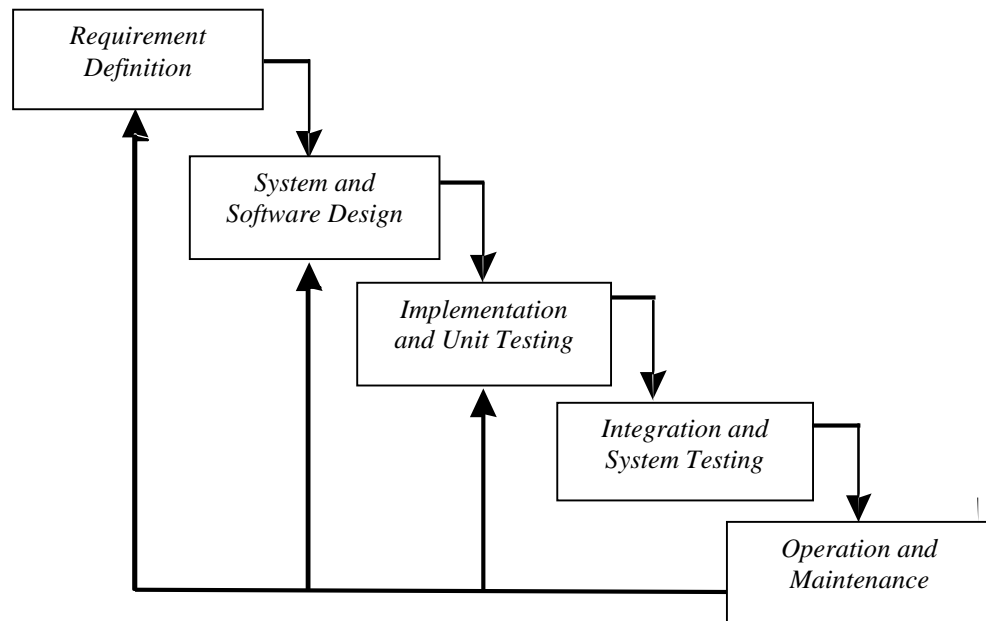 Requirement
Definition
System and
Software Design
Implementation
and Unit Testing
Integration and
System Testing
Operation and
Maintenance